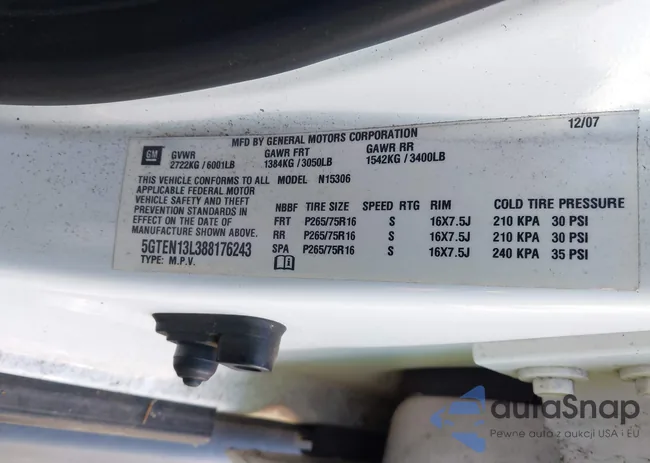 MFD BY GENERAL MOTORS CORPORATION 12/07
GM GVWR GAWR FRT GAWR RR
2722KG / 6001LB 1384KG / 3050LB 1542KG / 3400LB
THIS VEHICLE CONFORMS TO ALL MODEL N15306
APPLICABLE FEDERAL MOTOR
VEHICLE SAFETY AND THEFT
PREVENTION STANDARDS IN
EFFECT ON THE DATE OF
MANUFACTURE SHOWN ABOVE.
5GTEN13L388176243
TYPE: M.P.V.
NBBF TIRE SIZE SPEED RTG RIM COLD TIRE PRESSURE
FRT P265/75R16 S 16X7.5J 210 KPA 30 PSI
RR P265/75R16 S 16X7.5J 210 KPA 30 PSI
SPA P265/75R16 S 16X7.5J 240 KPA 35 PSI
auraSnap
Pewne auta z aukcji USA i EU